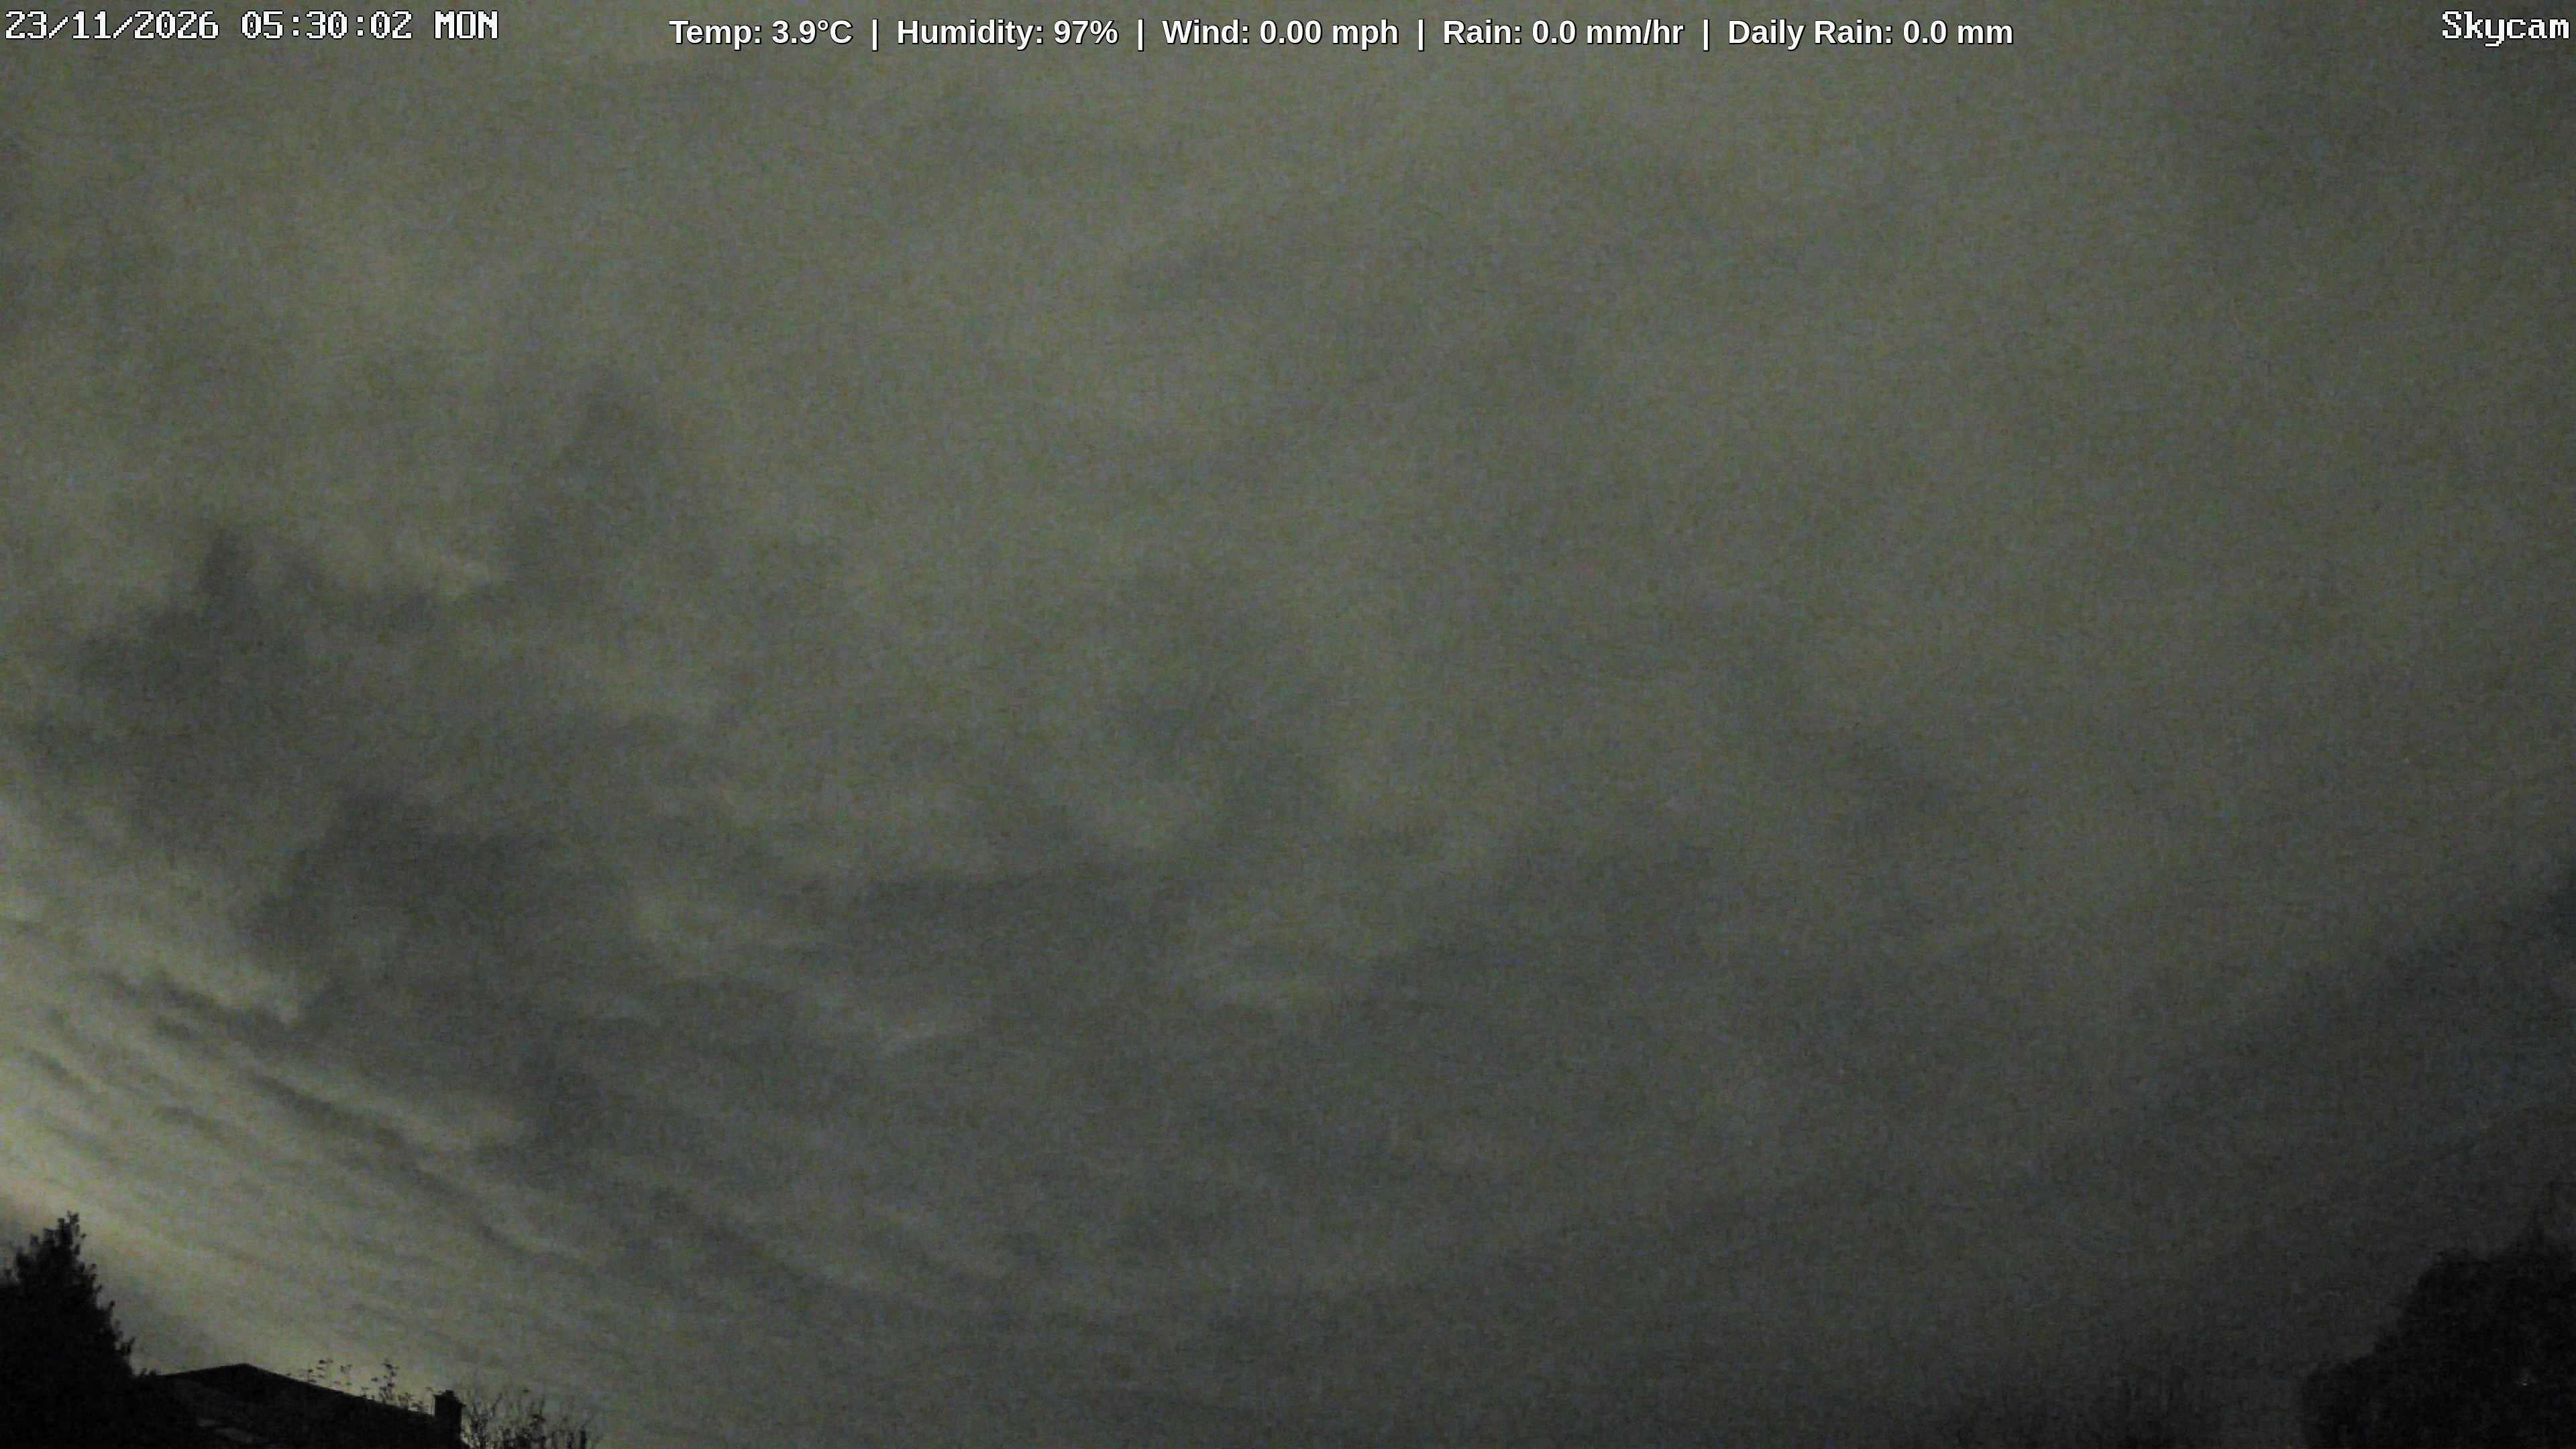 23/11/2026 05:30:02 MON
Temp: 3.9°C | Humidity: 97% | Wind: 0.00 mph | Rain: 0.0 mm/hr | Daily Rain: 0.0 mm
Skycam